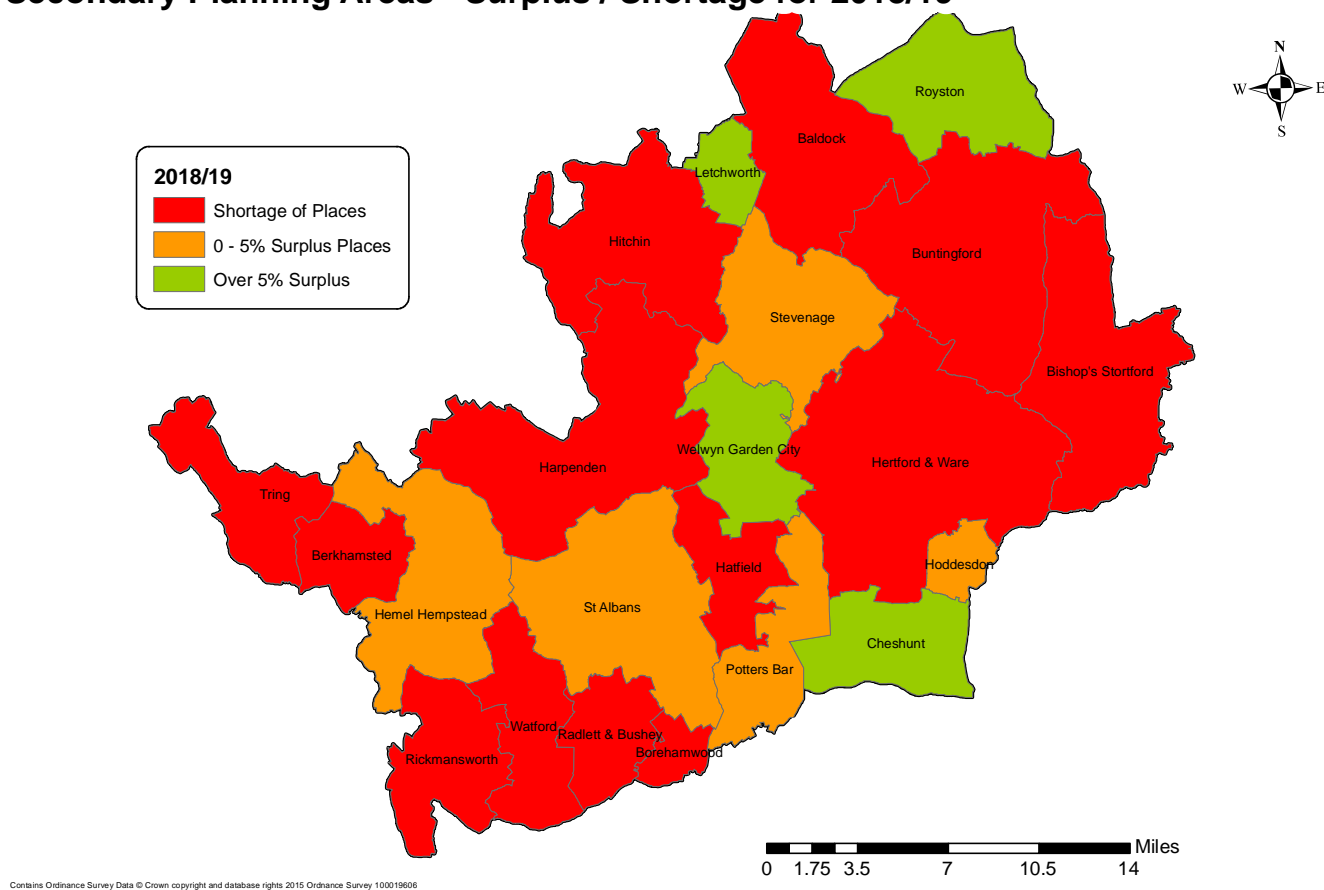 Secondary Planning Areas - Surplus / Shortage for 2018/19
N
W E
S
Royston
Baldock
Letchworth
2018/19
Shortage of Places
0 - 5% Surplus Places
Over 5% Surplus
Hitchin
Buntingford
Stevenage
Bishop's Stortford
Welwyn Garden City
Hertford & Ware
Harpenden
Tring
Berkhamsted
Hatfield
Hoddesdon
Hemel Hempstead
St Albans
Cheshunt
Potters Bar
Watford
Radlett & Bushey
Borehamwood
Rickmansworth
Miles
0 1.75 3.5 7 10.5 14
Contains Ordnance Survey Data © Crown copyright and database rights 2015 Ordnance Survey 100019606